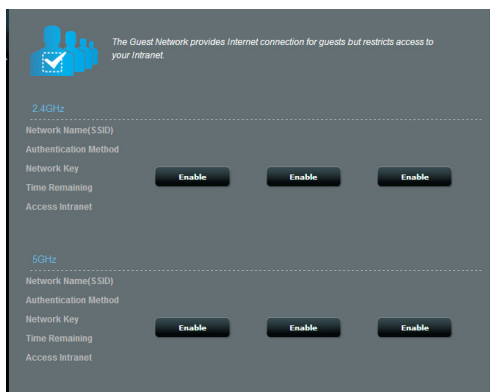 The Guest Network provides Internet connection for guests but restricts access to
your Intranet.
2.4GHz
Network Name(SSID)
Authentication Method
Network Key
Time Remaining
Access Intranet
Enable Enable Enable
5GHz
Network Name(SSID)
Authentication Method
Network Key
Time Remaining
Access Intranet
Enable Enable Enable